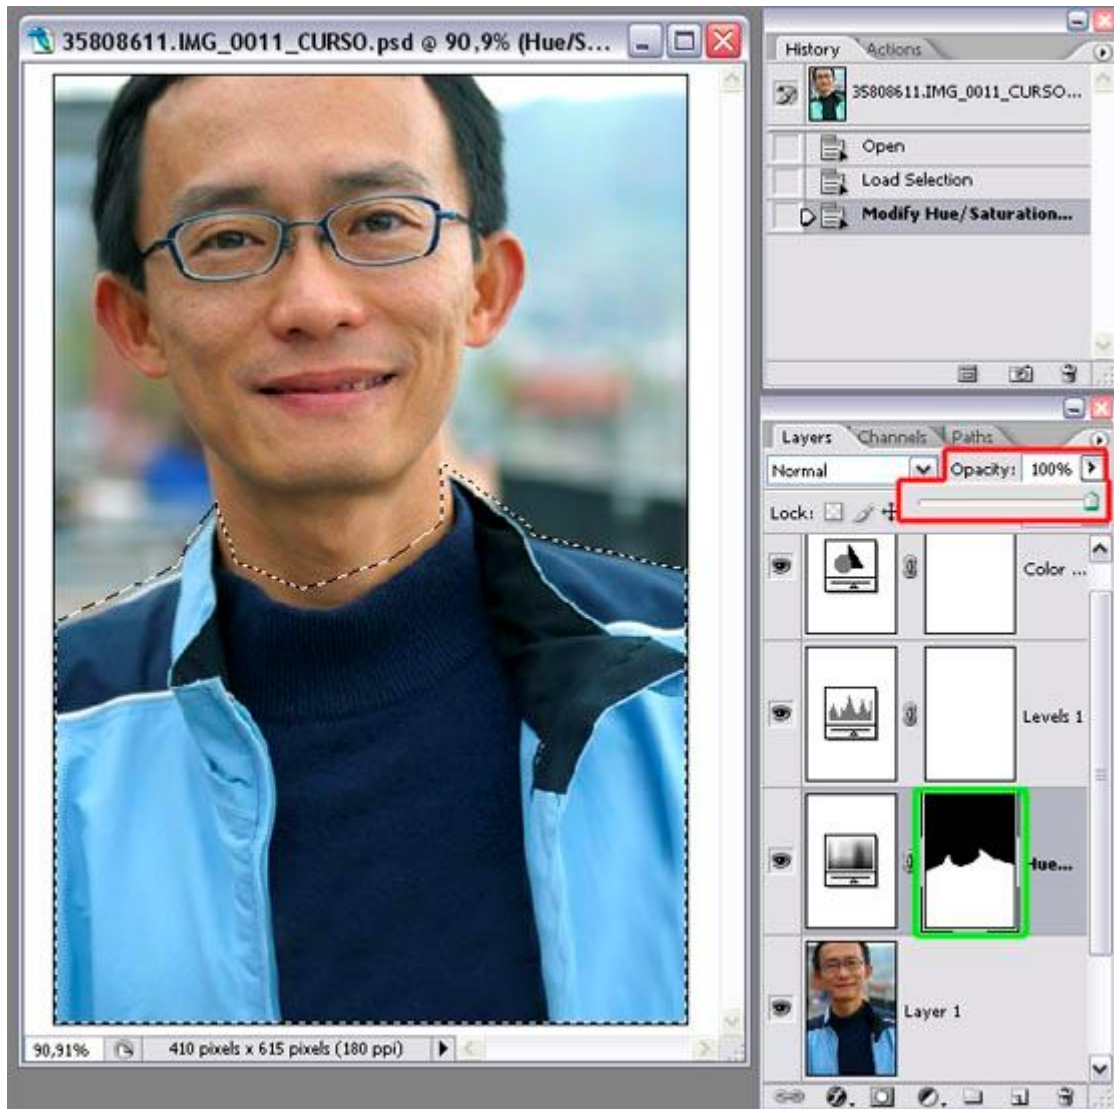 35808611.IMG_0011_CURSO.psd @ 90,9% (Hue/S...
History Actions
35808611.IMG_0011_CURSO...
Open
Load Selection
Modify Hue/Saturation...
Layers Channels Paths
Normal Opacity: 100%
Lock:
Color ...
Levels 1
Hue...
Layer 1
90,91% 410 pixels x 615 pixels (180 ppi)